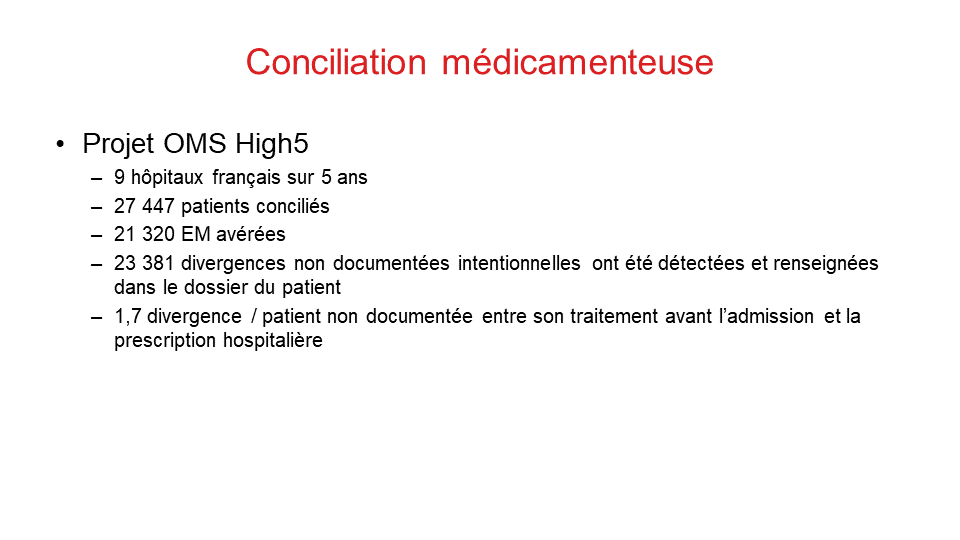 Conciliation médicamenteuse
• Projet OMS High5
– 9 hôpitaux français sur 5 ans
– 27 447 patients conciliés
– 21 320 EM avérées
– 23 381 divergences non documentées intentionnelles ont été détectées et renseignées
dans le dossier du patient
– 1,7 divergence / patient non documentée entre son traitement avant l’admission et la
prescription hospitalière